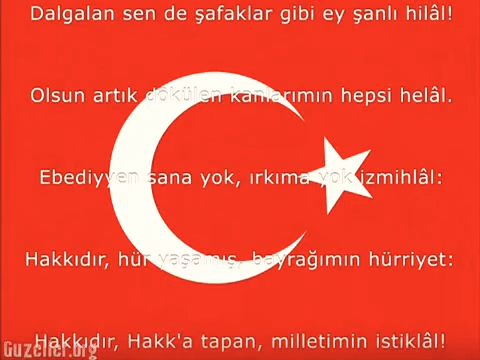 Dalgalan sen de şafaklar gibi ey şanlı hilâl!
Olsun artık dökülen kanlarımın hepsi helâl.
Ebediyyen sana yok, ırkıma yok izmihlâl:
Hakkıdır, hür yaşamış, bayrağımın hürriyet:
Hakkıdır, Hakk'a tapan, milletimin istiklâl!
Guzeller.org